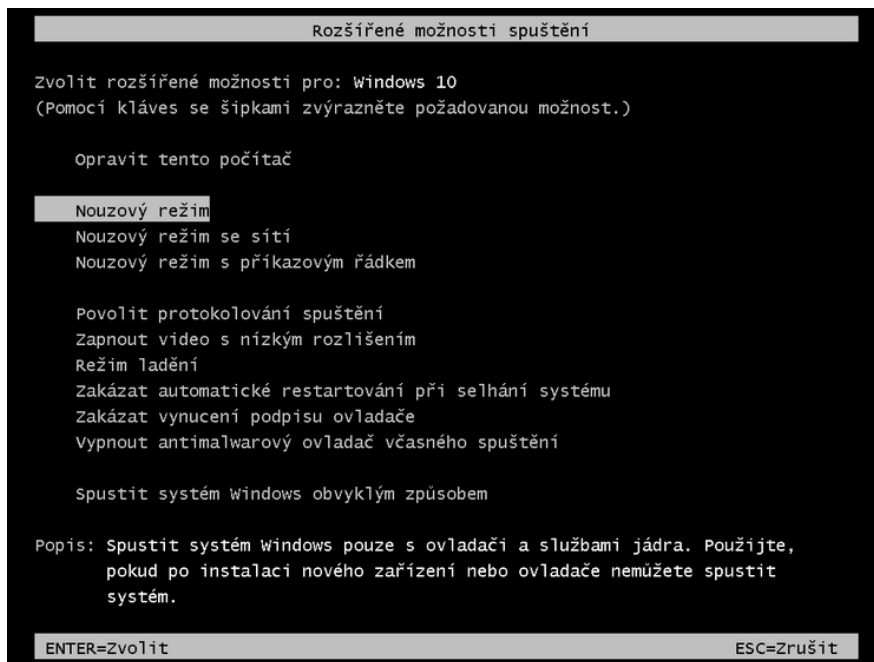 Rozšířené možnosti spuštění
Zvolit rozšířené možnosti pro: Windows 10
(Pomocí kláves se šipkami zvýrazněte požadovanou možnost.)
Opravit tento počítač
Nouzový režim
Nouzový režim se sítí
Nouzový režim s příkazovým řádkem
Povolit protokolování spuštění
Zapnout video s nízkým rozlišením
Režim ladění
Zakázat automatické restartování při selhání systému
Zakázat vynucení podpisu ovladače
Vypnout antimalwarový ovladač včasného spuštění
Spustit systém Windows obvyklým způsobem
Popis: Spustit systém Windows pouze s ovladači a službami jádra. Použijte,
pokud po instalaci nového zařízení nebo ovladače nemůžete spustit
systém.
ENTER=Zvolit ESC=Zrušit